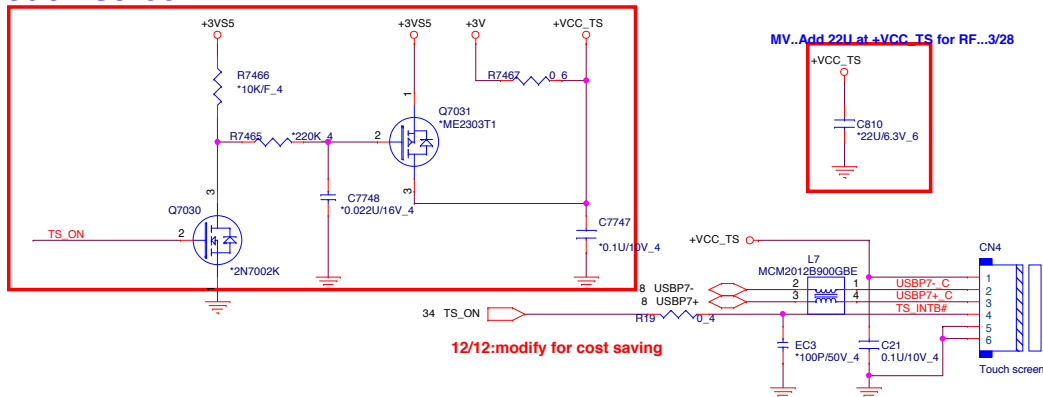 +3VS5
+3VS5
+3V
+VCC_TS
R7466
*10K/F_4
R7467
0_6
1
Q7031
*ME2303T1
R7465
*220K_4
2
3
3
C7748
*0.022U/16V_4
Q7030
TS_ON
2
*2N7002K
1
C7747
*0.1U/10V_4
MV..Add 22U at +VCC_TS for RF...3/28
+VCC_TS
C810
*22U/6.3V_6
+VCC_TS
CN4
L7
MCM2012B900GBE
8 USBP7-
2
1
USBP7-_C
8 USBP7+
3
4
USBP7+_C
34 TS_ON
R19
0_4
TS_INTB#
1
2
3
4
5
6
12/12:modify for cost saving
EC3
*100P/50V_4
C21
0.1U/10V_4
Touch screen